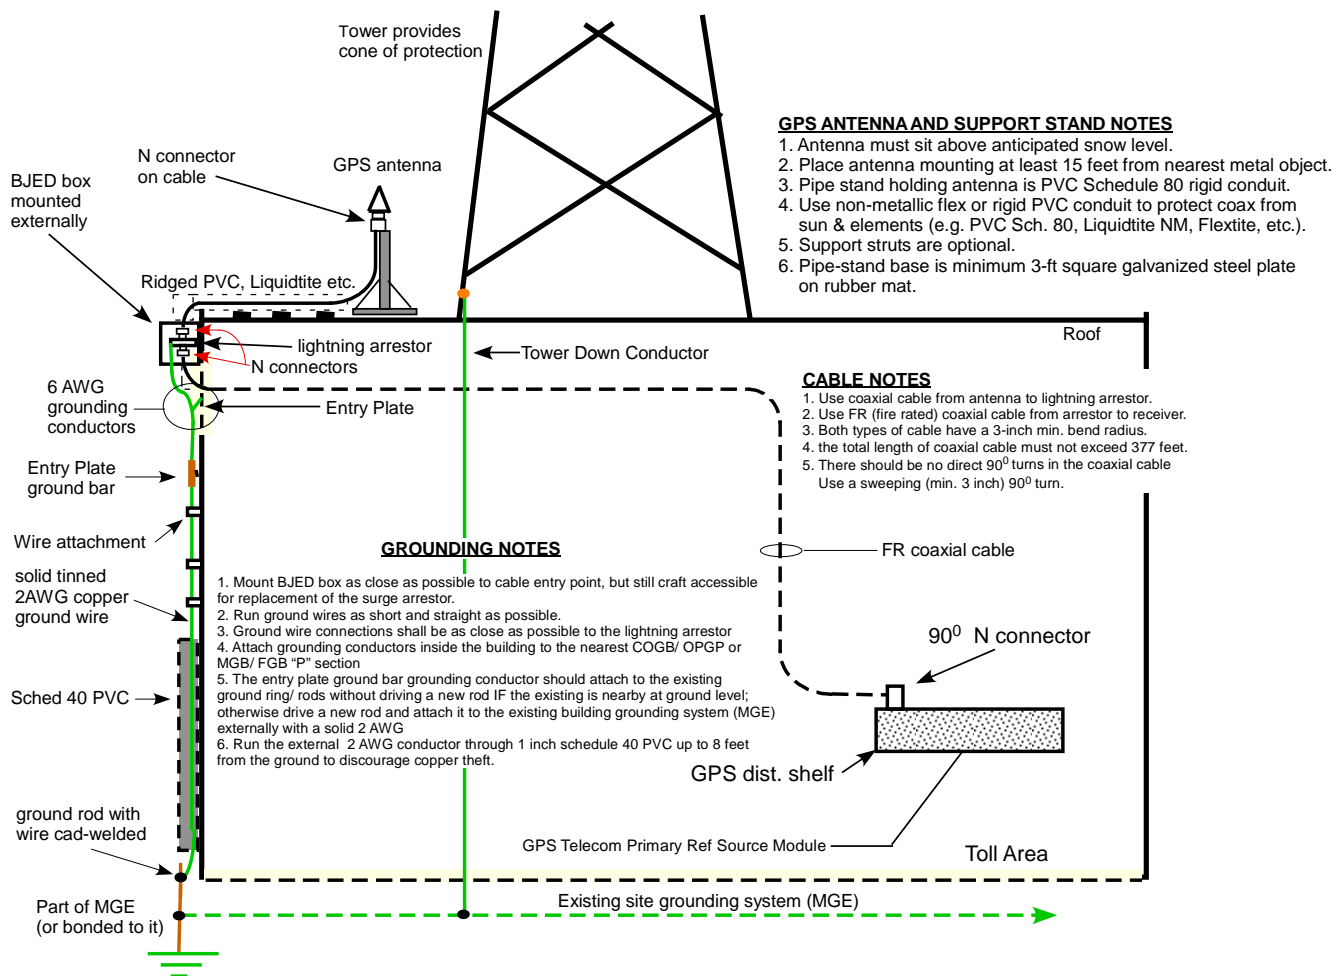 Tower provides
cone of protection
GPS ANTENNA AND SUPPORT STAND NOTES
1. Antenna must sit above anticipated snow level.
2. Place antenna mounting at least 15 feet from nearest metal object.
3. Pipe stand holding antenna is PVC Schedule 80 rigid conduit.
4. Use non-metallic flex or rigid PVC conduit to protect coax from
sun & elements (e.g. PVC Sch. 80, Liquidtite NM, Flextite, etc.).
5. Support struts are optional.
6. Pipe-stand base is minimum 3-ft square galvanized steel plate
on rubber mat.
N connector
on cable
GPS antenna
BJED box
mounted
externally
Ridged PVC, Liquidtite etc.
Roof
lightning arrestor
N connectors
Tower Down Conductor
6 AWG
grounding
conductors
Entry Plate
CABLE NOTES
1. Use coaxial cable from antenna to lightning arrestor.
2. Use FR (fire rated) coaxial cable from arrestor to receiver.
3. Both types of cable have a 3-inch min. bend radius.
4. the total length of coaxial cable must not exceed 377 feet.
5. There should be no direct 90⁰ turns in the coaxial cable
Use a sweeping (min. 3 inch) 90⁰ turn.
Entry Plate
ground bar
Wire attachment
solid tinned
2AWG copper
ground wire
GROUNDING NOTES
1. Mount BJED box as close as possible to cable entry point, but still craft accessible
for replacement of the surge arrestor.
2. Run ground wires as short and straight as possible.
3. Ground wire connections shall be as close as possible to the lightning arrestor
4. Attach grounding conductors inside the building to the nearest COGB/ OPGP or
MGB/ FGB “P” section
5. The entry plate ground bar grounding conductor should attach to the existing
ground ring/ rods without driving a new rod IF the existing is nearby at ground level;
otherwise drive a new rod and attach it to the existing building grounding system (MGE)
externally with a solid 2 AWG
6. Run the external 2 AWG conductor through 1 inch schedule 40 PVC up to 8 feet
from the ground to discourage copper theft.
FR coaxial cable
90⁰ N connector
Sched 40 PVC
GPS dist. shelf
GPS Telecom Primary Ref Source Module
Toll Area
ground rod with
wire cad-welded
Existing site grounding system (MGE)
Part of MGE
(or bonded to it)